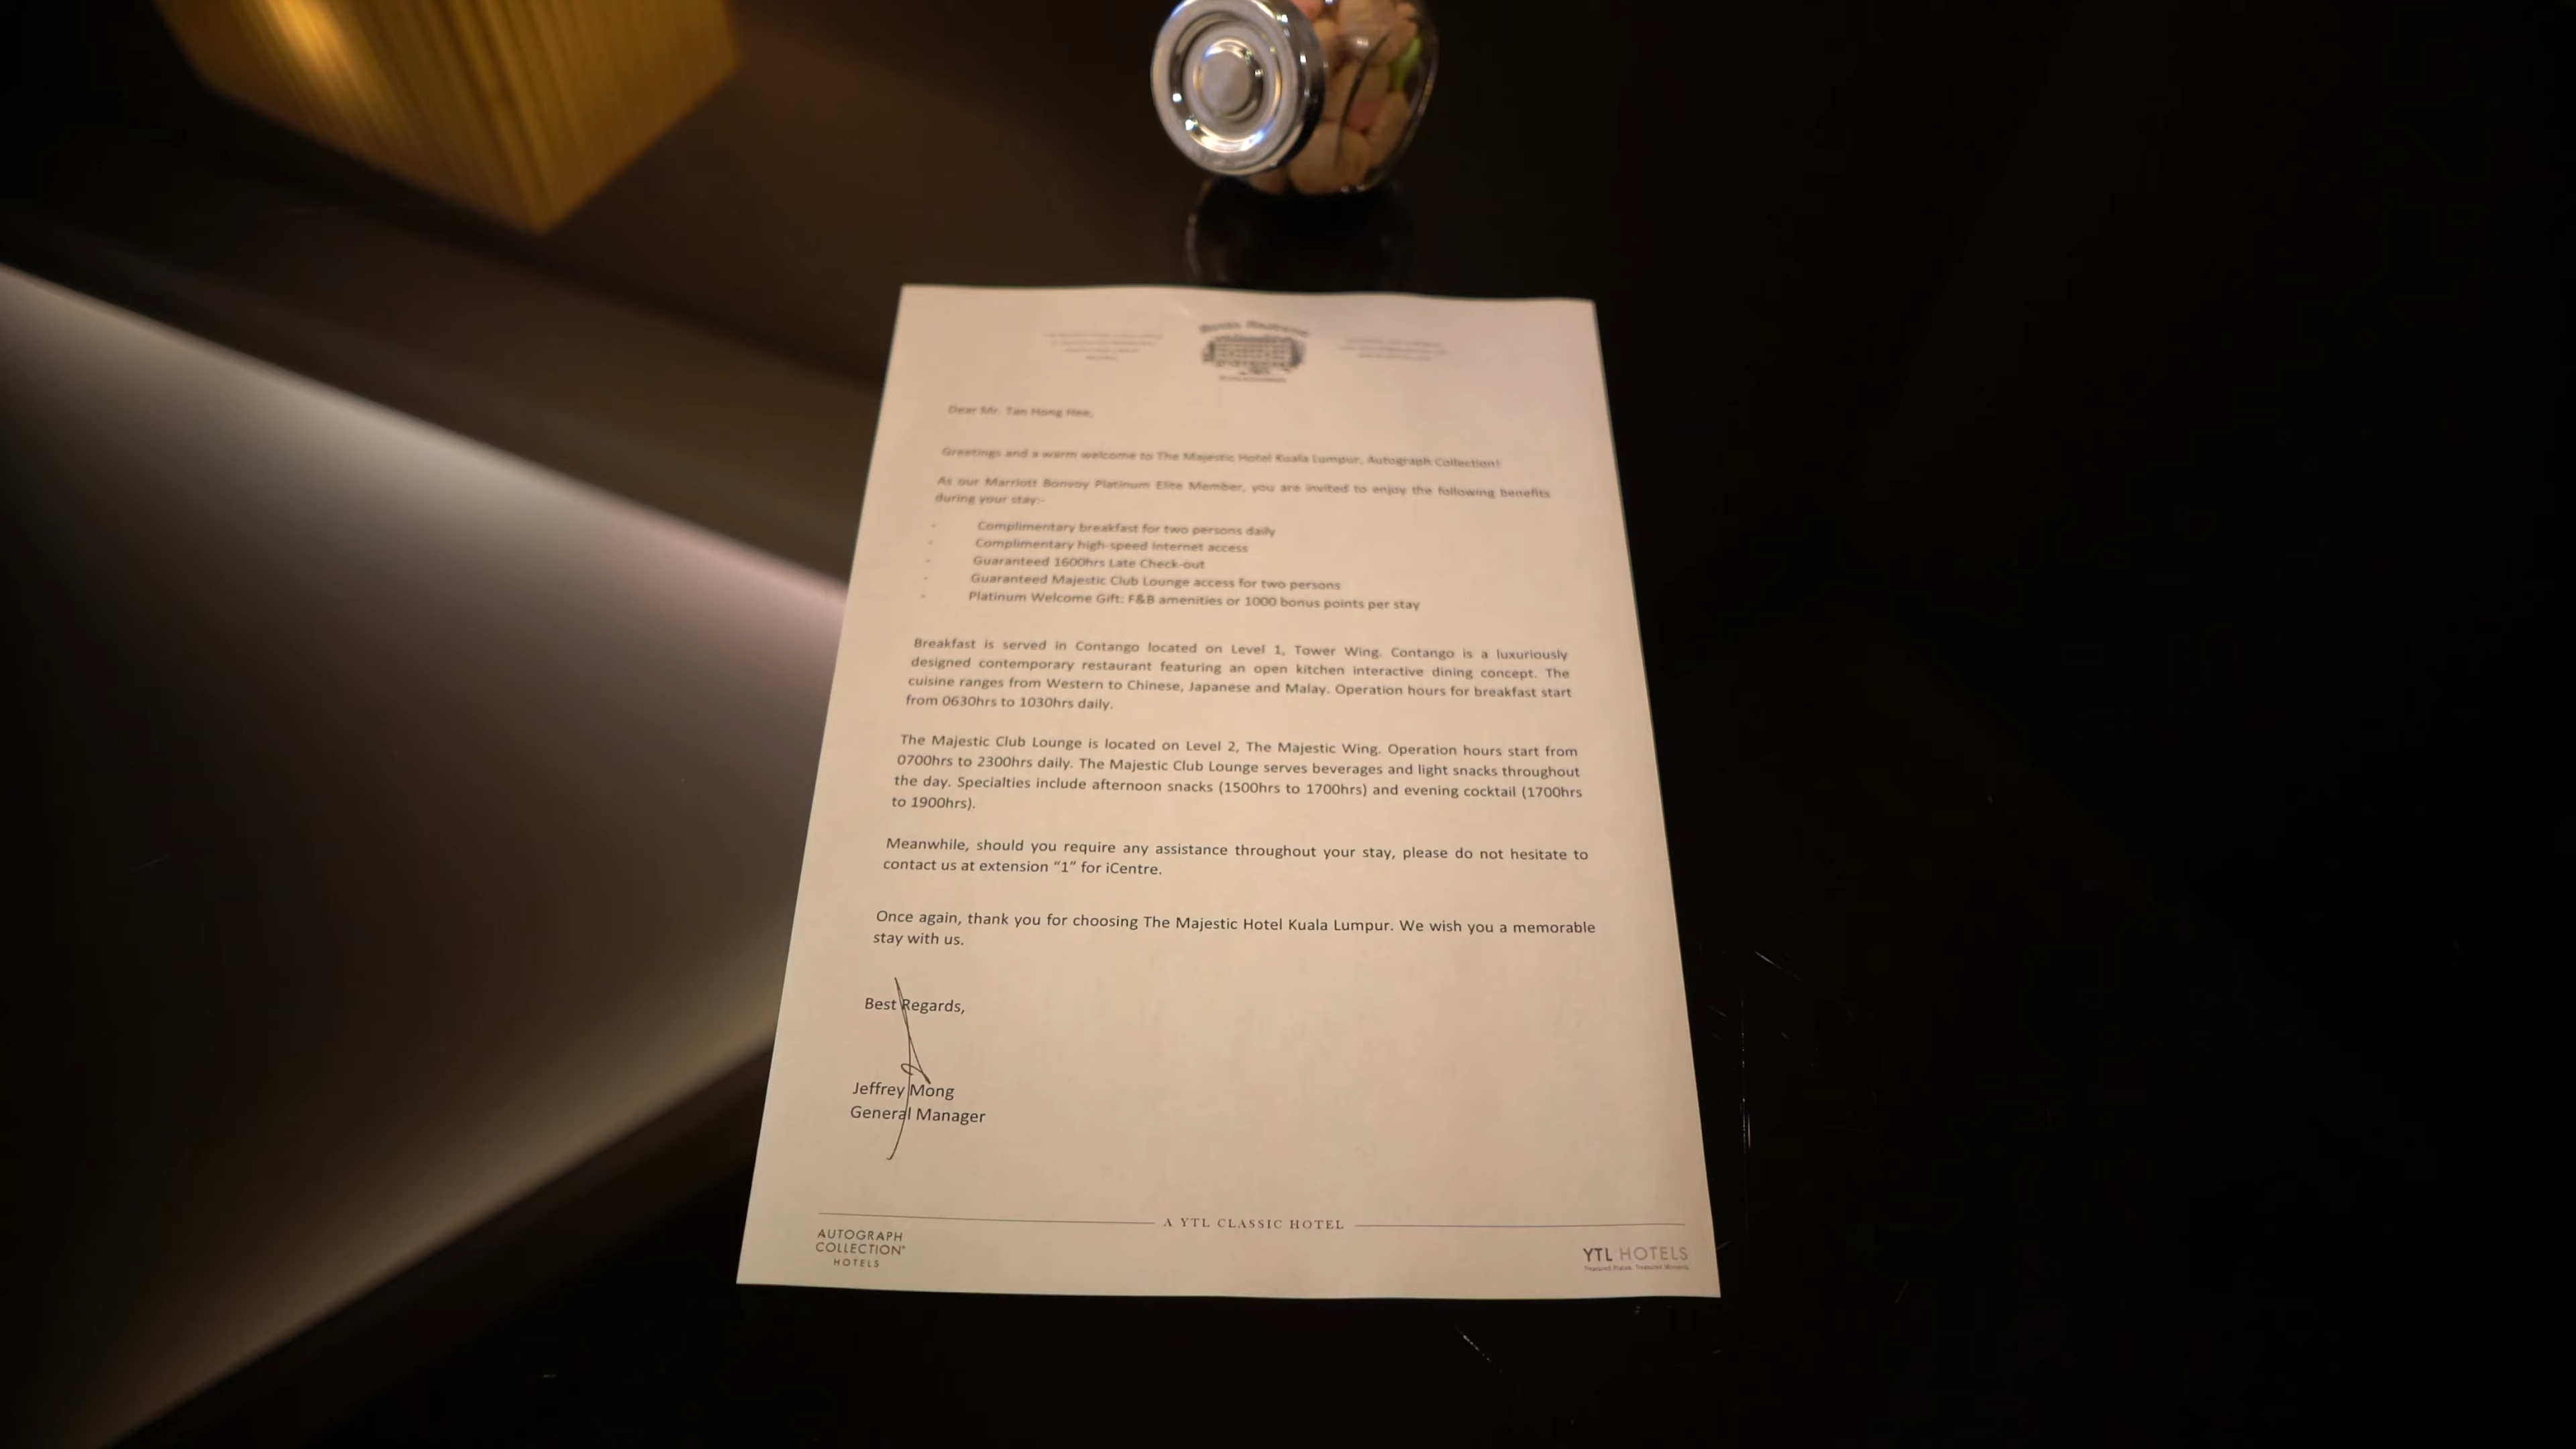 Dear Mr. Tan Hong Hee,
Greetings and a warm welcome to The Majestic Hotel Kuala Lumpur, Autograph Collection!
As our Marriott Bonvoy Platinum Elite Member, you are invited to enjoy the following benefits
during your stay:-
- Complimentary breakfast for two persons daily
- Complimentary high-speed Internet access
- Guaranteed 1600hrs Late Check-out
- Guaranteed Majestic Club Lounge access for two persons
- Platinum Welcome Gift: F&B amenities or 1000 bonus points per stay
Breakfast is served in Contango located on Level 1, Tower Wing. Contango is a luxuriously
designed contemporary restaurant featuring an open kitchen interactive dining concept. The
cuisine ranges from Western to Chinese, Japanese and Malay. Operation hours for breakfast start
from 0630hrs to 1030hrs daily.
The Majestic Club Lounge is located on Level 2, The Majestic Wing. Operation hours start from
0700hrs to 2300hrs daily. The Majestic Club Lounge serves beverages and light snacks throughout
the day. Specialties include afternoon snacks (1500hrs to 1700hrs) and evening cocktail (1700hrs
to 1900hrs).
Meanwhile, should you require any assistance throughout your stay, please do not hesitate to
contact us at extension “1” for iCentre.
Once again, thank you for choosing The Majestic Hotel Kuala Lumpur. We wish you a memorable
stay with us.
Best Regards,
Jeffrey Mong
General Manager
A YTL CLASSIC HOTEL
AUTOGRAPH
COLLECTION
HOTELS
YTL HOTELS